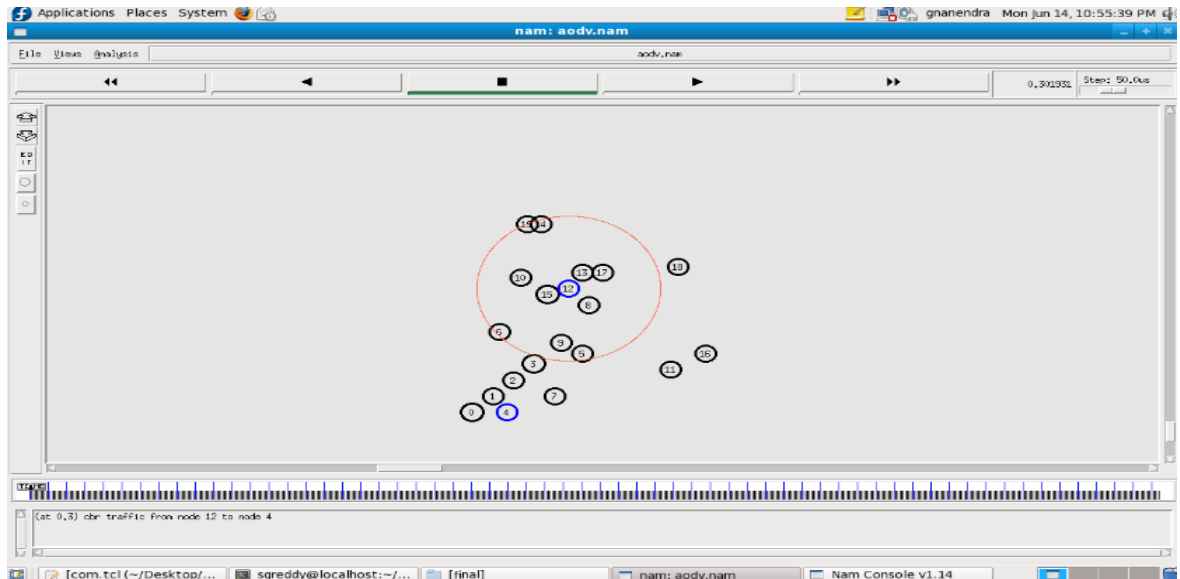 Applications Places System gnanendra Mon Jun 14, 10:55:39 PM
nam: aodv.nam
File Views Analysis aodv.nam
0.301931 Step: 50.0us
ED
IT
14
18
10 13 17
15 12
8
6
9
5 16
3
11
2
1 7
0 4
TIME
(at 0.3) cbr traffic from node 12 to node 4
[com.tcl (~/Desktop/... sgreddy@localhost:~/... [final] nam: aodv.nam Nam Console v1.14